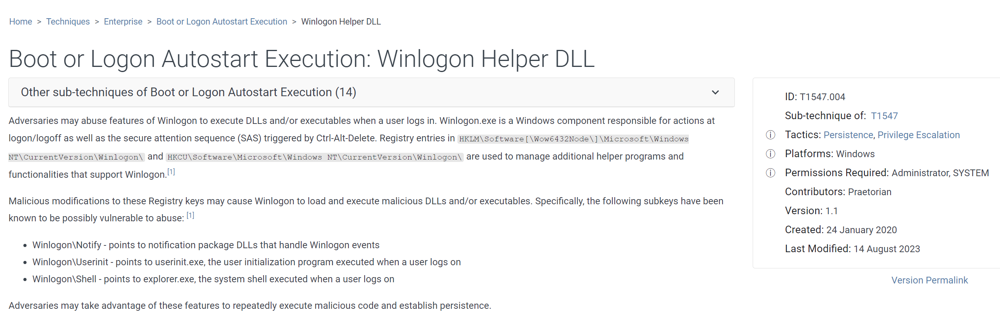 Home > Techniques > Enterprise > Boot or Logon Autostart Execution > Winlogon Helper DLL
Boot or Logon Autostart Execution: Winlogon Helper DLL
Other sub-techniques of Boot or Logon Autostart Execution (14)
Adversaries may abuse features of Winlogon to execute DLLs and/or executables when a user logs in. Winlogon.exe is a Windows component responsible for actions at
logon/logoff as well as the secure attention sequence (SAS) triggered by Ctrl-Alt-Delete. Registry entries in HKLM\Software[\Wow6432Node\]\Microsoft\Windows
NT\CurrentVersion\Winlogon\ and HKCU\Software\Microsoft\Windows NT\CurrentVersion\Winlogon\ are used to manage additional helper programs and
functionalities that support Winlogon.[1]
Malicious modifications to these Registry keys may cause Winlogon to load and execute malicious DLLs and/or executables. Specifically, the following subkeys have been
known to be possibly vulnerable to abuse: [1]
• Winlogon\Notify - points to notification package DLLs that handle Winlogon events
• Winlogon\Userinit - points to userinit.exe, the user initialization program executed when a user logs on
• Winlogon\Shell - points to explorer.exe, the system shell executed when a user logs on
Adversaries may take advantage of these features to repeatedly execute malicious code and establish persistence.
ID: T1547.004
Sub-technique of: T1547
ⓘ Tactics: Persistence, Privilege Escalation
ⓘ Platforms: Windows
ⓘ Permissions Required: Administrator, SYSTEM
Contributors: Praetorian
Version: 1.1
Created: 24 January 2020
Last Modified: 14 August 2023
Version Permalink